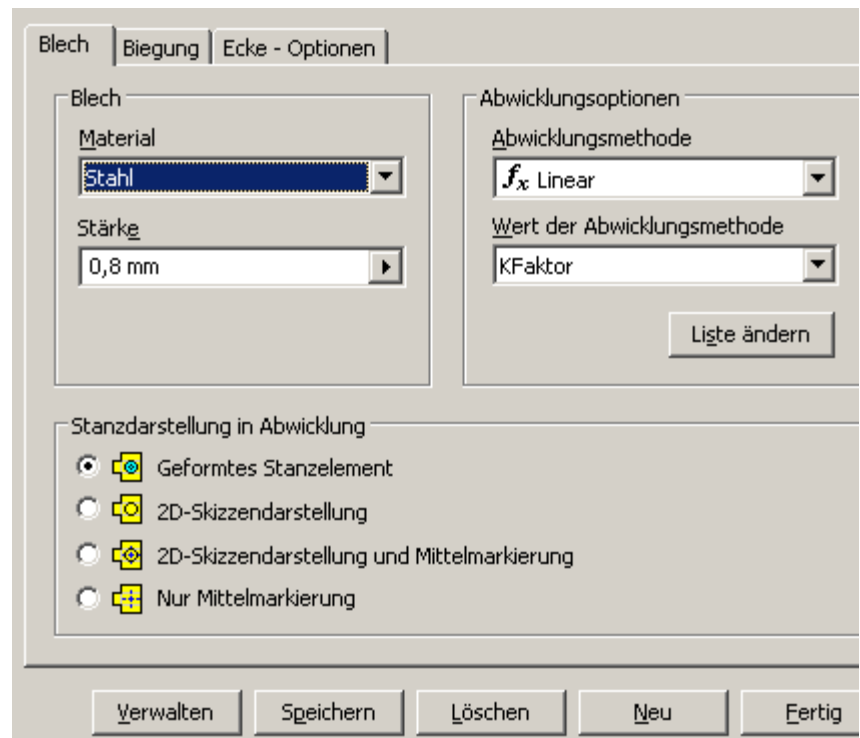 Blech Biegung Ecke - Optionen
Blech
Material
Stahl
Stärke
0,8 mm
Abwicklungsoptionen
Abwicklungsmethode
fx Linear
Wert der Abwicklungsmethode
KFaktor
Liste ändern
Stanzdarstellung in Abwicklung
Geformtes Stanzelement
2D-Skizzendarstellung
2D-Skizzendarstellung und Mittelmarkierung
Nur Mittelmarkierung
Verwalten Speichern Löschen Neu Fertig